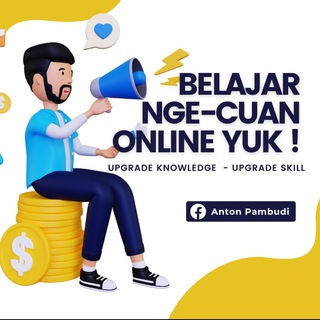 BELAJAR
NGE-CUAN
ONLINE YUK !
UPGRADE KNOWLEDGE - UPGRADE SKILL
Anton Pambudi
$